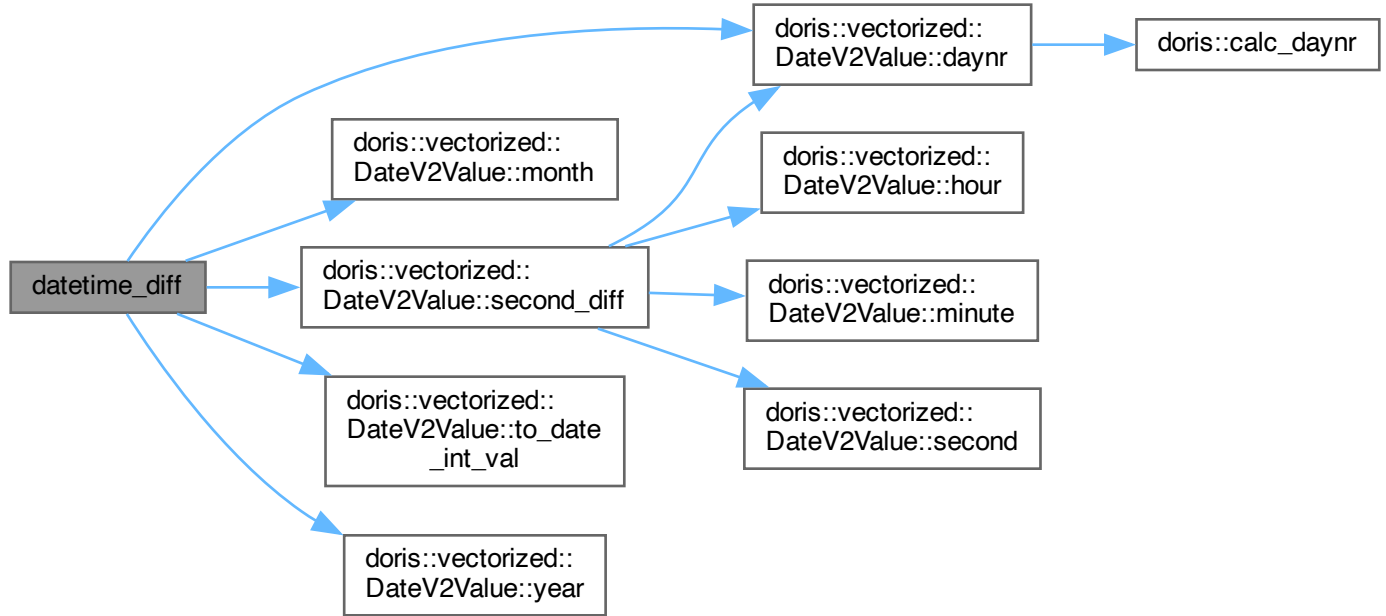 datetime_diff
doris::vectorized::
DateV2Value::daynr
doris::calc_daynr
doris::vectorized::
DateV2Value::month
doris::vectorized::
DateV2Value::hour
doris::vectorized::
DateV2Value::second_diff
doris::vectorized::
DateV2Value::minute
doris::vectorized::
DateV2Value::to_date
_int_val
doris::vectorized::
DateV2Value::second
doris::vectorized::
DateV2Value::year